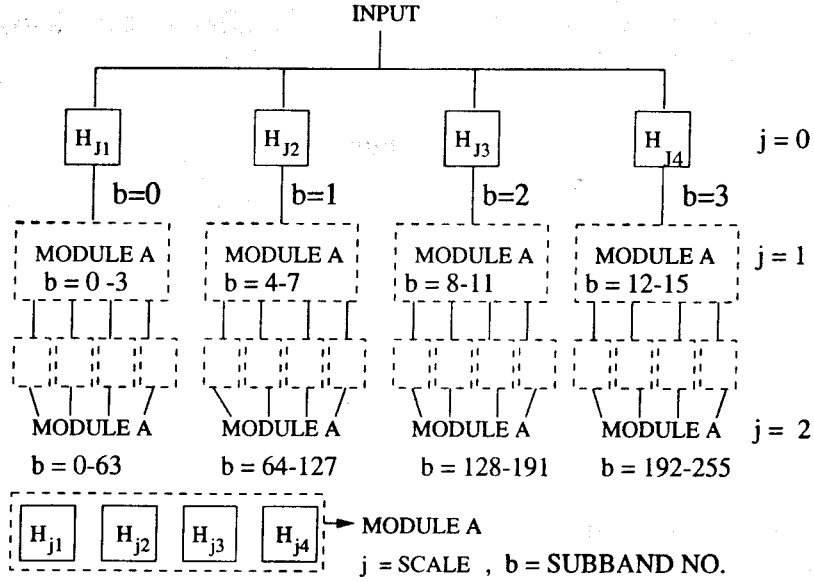 INPUT
H_J1 H_J2 H_J3 H_J4 j = 0
b=0 b=1 b=2 b=3
MODULE A MODULE A MODULE A MODULE A j = 1
b = 0 -3 b = 4-7 b = 8-11 b = 12-15
MODULE A MODULE A MODULE A MODULE A j = 2
b = 0-63 b = 64-127 b = 128-191 b = 192-255
H_j1 H_j2 H_j3 H_j4 MODULE A
j = SCALE , b = SUBBAND NO.